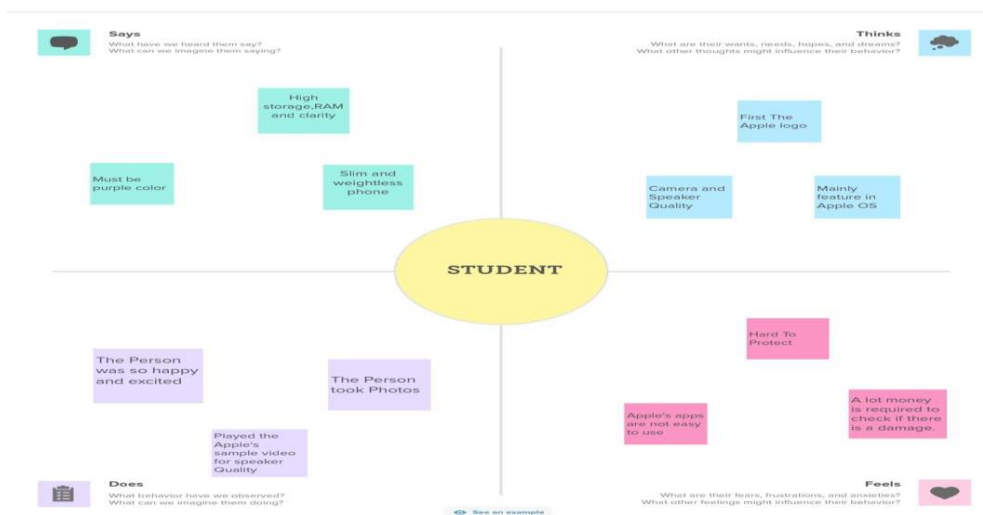 Says
What have we heard them say?
What can we imagine them saying?
High
storage,RAM
and clarity
Must be
purple color
Slim and
weightless
phone
Thinks
What are their wants, needs, hopes, and dreams?
What other thoughts might influence their behavior?
First The
Apple logo
Camera and
Speaker
Quality
Mainly
feature in
Apple OS
STUDENT
The Person
was so happy
and excited
The Person
took Photos
Played the
Apple's
sample video
for speaker
Quality
Does
What behavior have we observed?
What can we imagine them doing?
Hard To
Protect
Apple's apps
are not easy
to use
A lot money
is required to
check if there
is a damage.
Feels
What are their fears, frustrations, and anxieties?
What other feelings might influence their behavior?
See an example